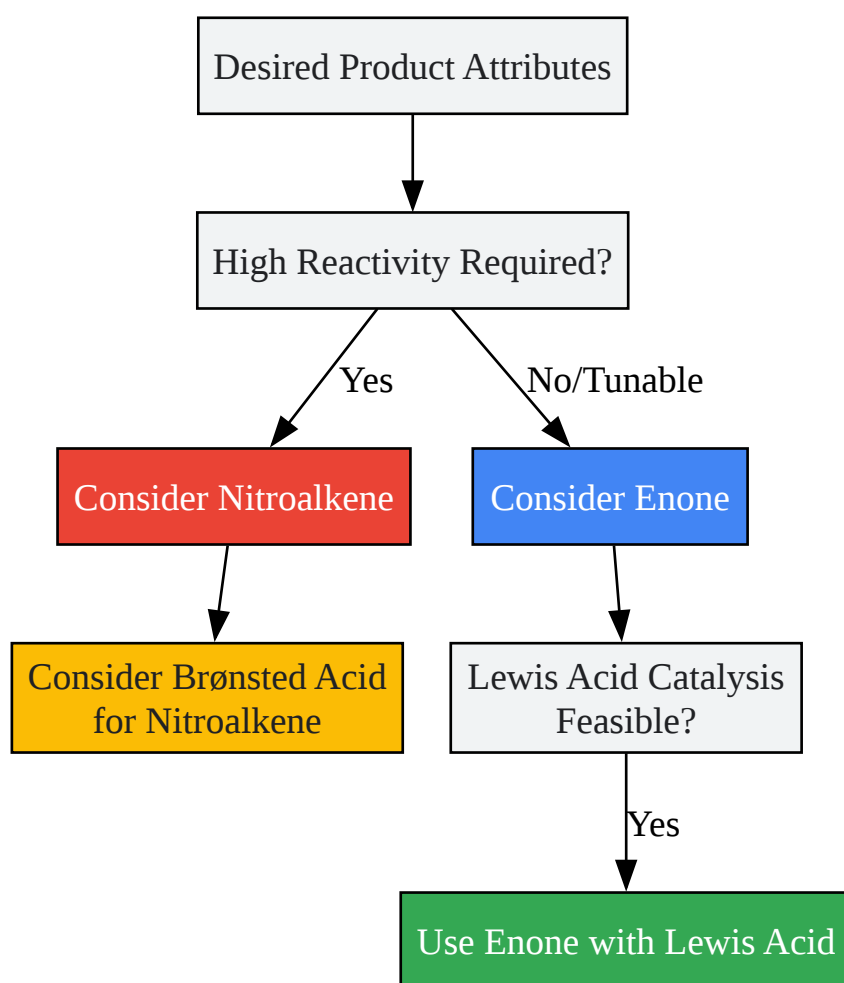 Desired Product Attributes
High Reactivity Required?
Yes
No/Tunable
Consider Nitroalkene
Consider Enone
Consider Brønsted Acid
for Nitroalkene
Lewis Acid Catalysis
Feasible?
Yes
Use Enone with Lewis Acid